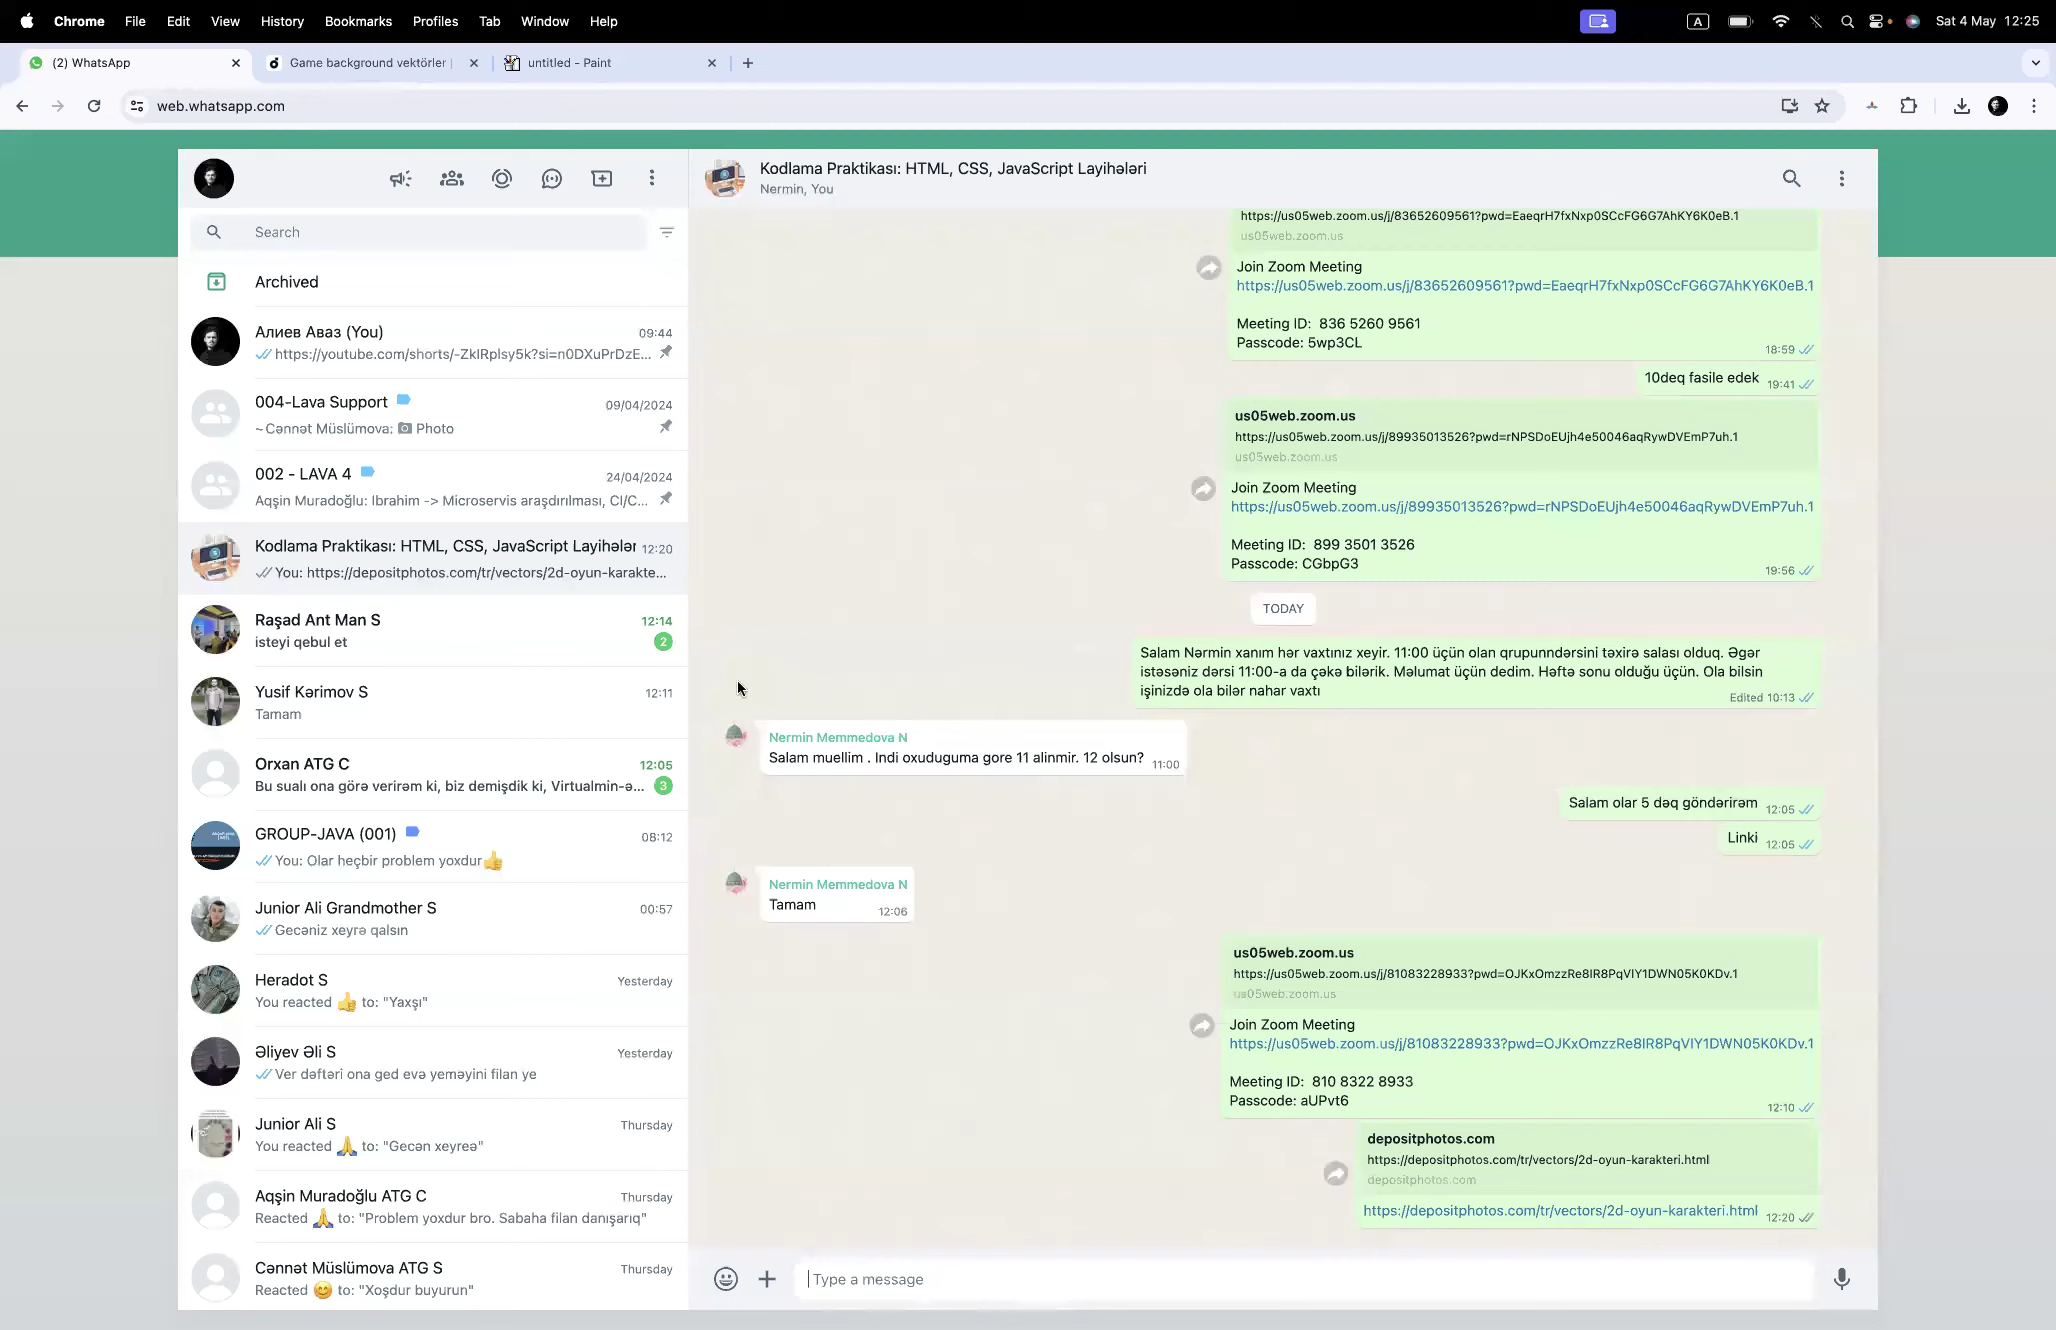 Chrome File Edit View History Bookmarks Profiles Tab Window Help
A
Sat 4 May 12:25
(2) WhatsApp
Game background vektörler
untitled - Paint
web.whatsapp.com
Search
Archived
Алиев Аваз (You) 09:44
https://youtube.com/shorts/-ZklRplsy5k?si=n0DXuPrDzE...
004-Lava Support 09/04/2024
~Cənnət Müslümova: Photo
002 - LAVA 4 24/04/2024
Aqşin Muradoğlu: Ibrahim -> Microservis araşdırılması, CI/C...
Kodlama Praktikası: HTML, CSS, JavaScript Layihələr 12:20
You: https://depositphotos.com/tr/vectors/2d-oyun-karakte...
Raşad Ant Man S 12:14
isteyi qebul et 2
Yusif Kərimov S 12:11
Tamam
Orxan ATG C 12:05
Bu sualı ona görə verirəm ki, biz demişdik ki, Virtualmin-ə... 3
GROUP-JAVA (001) 08:12
You: Olar heçbir problem yoxdur👍
Junior Ali Grandmother S 00:57
Gecəniz xeyrə qalsın
Heradot S Yesterday
You reacted 👍 to: "Yaxşı"
Əliyev Əli S Yesterday
Ver dəftəri ona ged evə yeməyini filan ye
Junior Ali S Thursday
You reacted 🙏 to: "Gecən xeyreə"
Aqşin Muradoğlu ATG C Thursday
Reacted 🙏 to: "Problem yoxdur bro. Sabaha filan danışarıq"
Cənnət Müslümova ATG S Thursday
Reacted 😊 to: "Xoşdur buyurun"
Kodlama Praktikası: HTML, CSS, JavaScript Layihələri
Nermin, You
https://us05web.zoom.us/j/83652609561?pwd=EaeqrH7fxNxp0SCcFG6G7AhKY6K0eB.1
us05web.zoom.us
Join Zoom Meeting
https://us05web.zoom.us/j/83652609561?pwd=EaeqrH7fxNxp0SCcFG6G7AhKY6K0eB.1
Meeting ID: 836 5260 9561
Passcode: 5wp3CL
18:59
10deq fasile edek 19:41
us05web.zoom.us
https://us05web.zoom.us/j/89935013526?pwd=rNPSDoEUjh4e50046aqRywDVEmP7uh.1
us05web.zoom.us
Join Zoom Meeting
https://us05web.zoom.us/j/89935013526?pwd=rNPSDoEUjh4e50046aqRywDVEmP7uh.1
Meeting ID: 899 3501 3526
Passcode: CGbpG3
19:56
TODAY
Salam Nərmin xanım hər vaxtınız xeyir. 11:00 üçün olan qrupunndərsini təxirə salası olduq. Əgər
istəsəniz dərsi 11:00-a da çəkə bilərik. Məlumat üçün dedim. Həftə sonu olduğu üçün. Ola bilsin
işinizdə ola bilər nahar vaxtı
Edited 10:13
Nermin Memmedova N
Salam muellim . Indi oxuduguma gore 11 alinmir. 12 olsun? 11:00
Salam olar 5 dəq göndərirəm 12:05
Linki 12:05
Nermin Memmedova N
Tamam 12:06
us05web.zoom.us
https://us05web.zoom.us/j/81083228933?pwd=OJKxOmzzRe8lR8PqVlY1DWN05K0KDv.1
us05web.zoom.us
Join Zoom Meeting
https://us05web.zoom.us/j/81083228933?pwd=OJKxOmzzRe8lR8PqVlY1DWN05K0KDv.1
Meeting ID: 810 8322 8933
Passcode: aUPvt6
12:10
depositphotos.com
https://depositphotos.com/tr/vectors/2d-oyun-karakteri.html
depositphotos.com
https://depositphotos.com/tr/vectors/2d-oyun-karakteri.html 12:20
Type a message